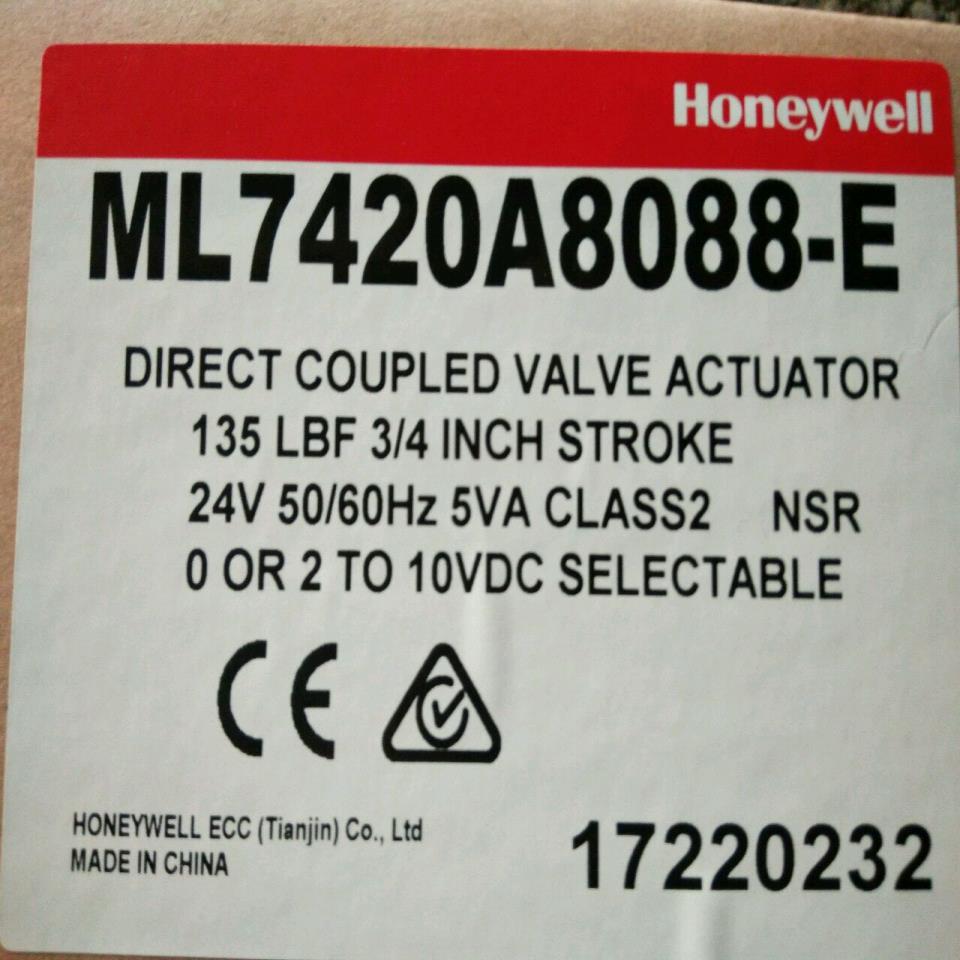 Honeywell
ML7420A8088-E
DIRECT COUPLED VALVE ACTUATOR
135 LBF 3/4 INCH STROKE
24V 50/60Hz 5VA CLASS2 NSR
0 OR 2 TO 10VDC SELECTABLE
CE
HONEYWELL ECC (Tianjin) Co., Ltd
MADE IN CHINA
17220232